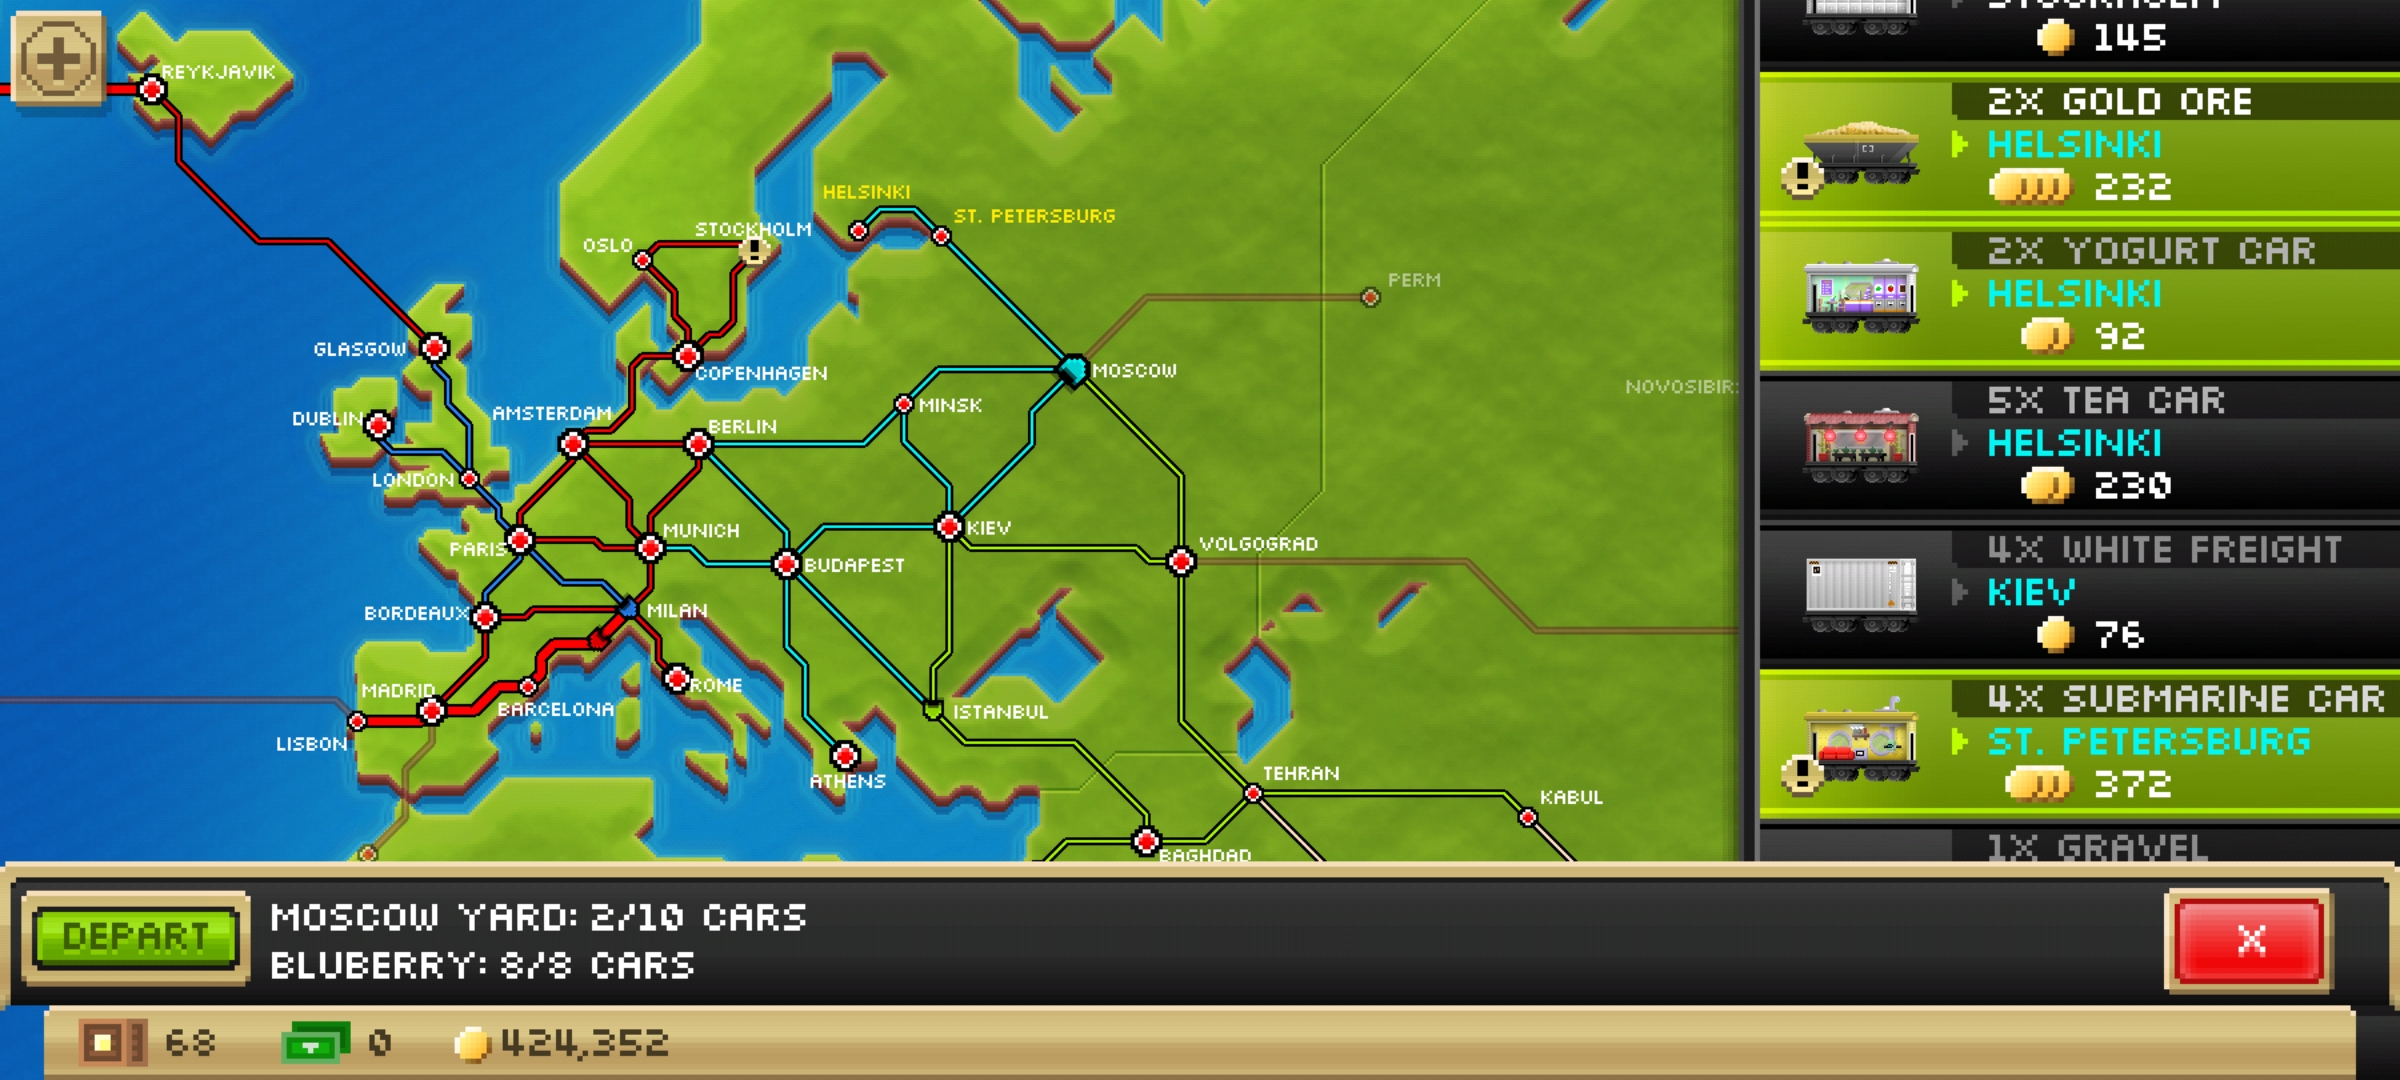 REYKJAVIK
HELSINKI
ST. PETERSBURG
STOCKHOLM
OSLO
PERM
GLASGOW
MOSCOW
COPENHAGEN
NOVOSIBIR
MINSK
DUBLIN
AMSTERDAM
BERLIN
LONDON
MUNICH
KIEV
VOLGOGRAD
PARIS
BUDAPEST
BORDEAUX
MILAN
MADRID
ROME
BARCELONA
ISTANBUL
LISBON
ATHENS
TEHRAN
KABUL
BAGHDAD
STOCKHOLM
145
2X GOLD ORE
HELSINKI
232
2X YOGURT CAR
HELSINKI
92
5X TEA CAR
HELSINKI
230
4X WHITE FREIGHT
KIEV
76
4X SUBMARINE CAR
ST. PETERSBURG
372
1X GRAVEL
DEPART
MOSCOW YARD: 2/10 CARS
BLUBERRY: 8/8 CARS
X
68
0
424,352